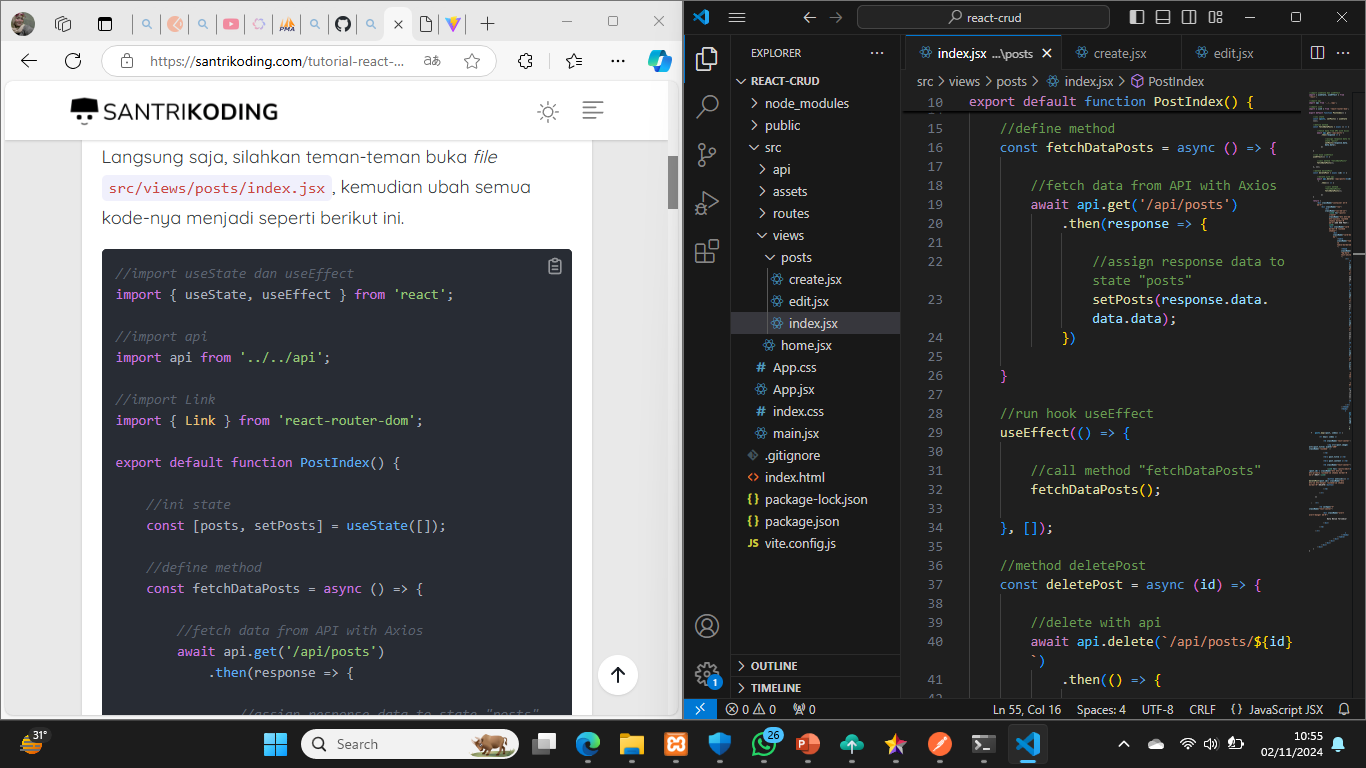 https://santrikoding.com/tutorial-react-...
SANTRIKODING
Langsung saja, silahkan teman-teman buka file
src/views/posts/index.jsx , kemudian ubah semua
kode-nya menjadi seperti berikut ini.
//import useState dan useEffect
import { useState, useEffect } from 'react';
//import api
import api from '../../api';
//import Link
import { Link } from 'react-router-dom';
export default function PostIndex() {
//ini state
const [posts, setPosts] = useState([]);
//define method
const fetchDataPosts = async () => {
//fetch data from API with Axios
await api.get('/api/posts')
.then(response => {
//assign response data to state "posts"
react-crud
EXPLORER
REACT-CRUD
node_modules
public
src
api
assets
routes
views
posts
create.jsx
edit.jsx
index.jsx
home.jsx
App.css
App.jsx
index.css
main.jsx
.gitignore
index.html
package-lock.json
package.json
vite.config.js
OUTLINE
TIMELINE
index.jsx ...\posts
create.jsx
edit.jsx
src > views > posts > index.jsx > PostIndex
10 export default function PostIndex() {
15 //define method
16 const fetchDataPosts = async () => {
17
18 //fetch data from API with Axios
19 await api.get('/api/posts')
20 .then(response => {
21
22 //assign response data to
state "posts"
23 setPosts(response.data.
data.data);
24 })
25
26 }
27
28 //run hook useEffect
29 useEffect(() => {
30
31 //call method "fetchDataPosts"
32 fetchDataPosts();
33
34 }, []);
35
36 //method deletePost
37 const deletePost = async (id) => {
38
39 //delete with api
40 await api.delete(`/api/posts/${id}
`)
41 .then(() => {
0 0 0
Ln 55, Col 16 Spaces: 4 UTF-8 CRLF {} JavaScript JSX
31°
Search
26
10:55
02/11/2024